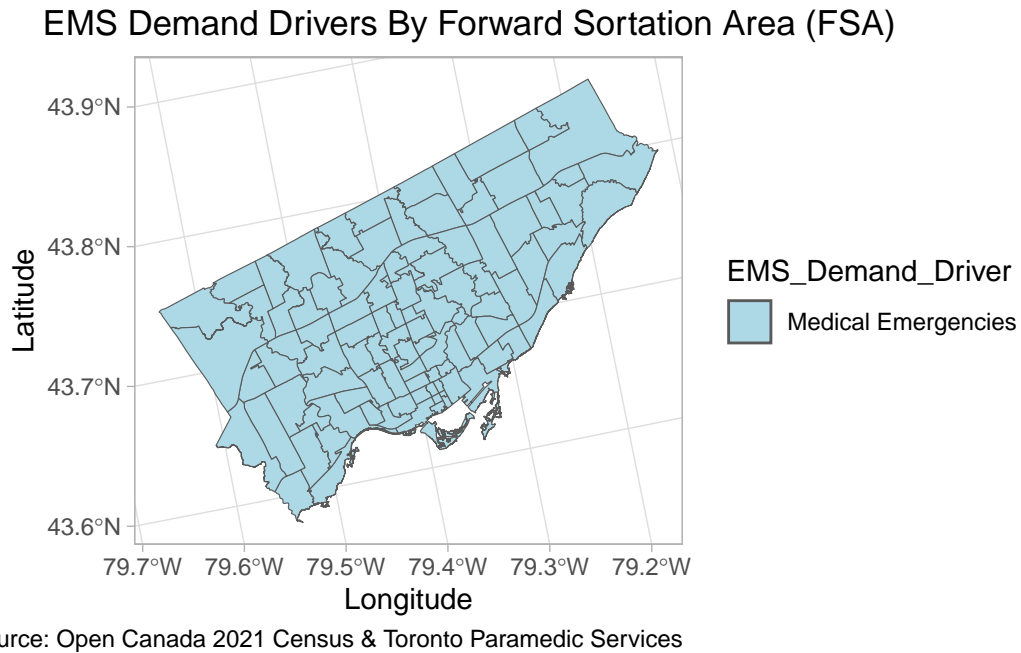 EMS Demand Drivers By Forward Sortation Area (FSA)
43.9°N
43.8°N
43.7°N
43.6°N
Latitude
79.7°W 79.6°W 79.5°W 79.4°W 79.3°W 79.2°W
Longitude
EMS_Demand_Driver
Medical Emergencies
urce: Open Canada 2021 Census & Toronto Paramedic Services